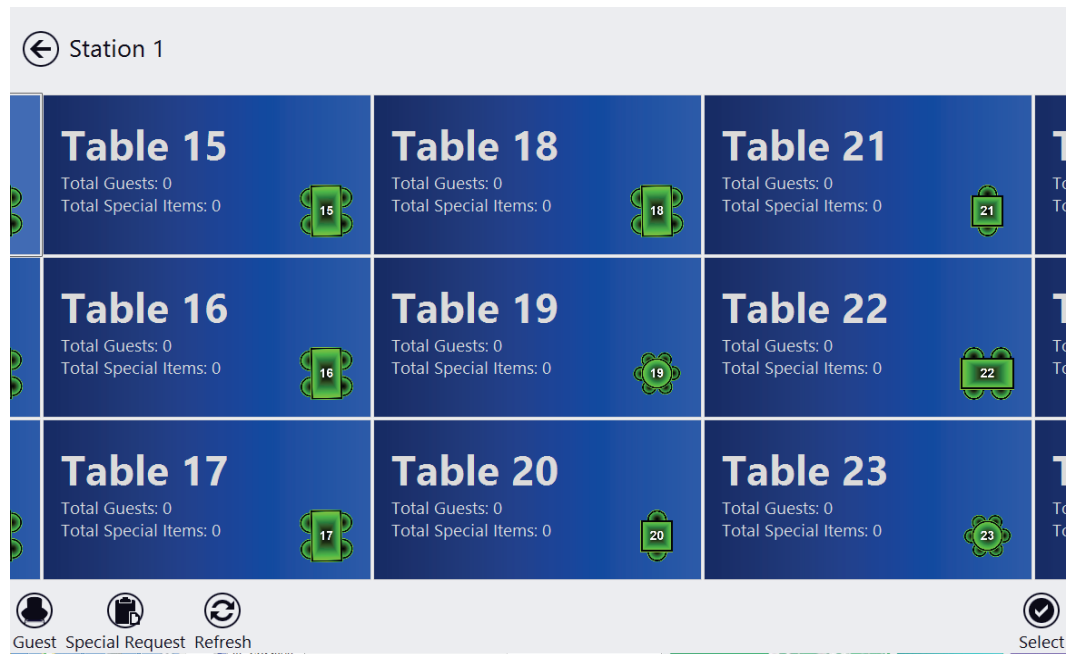 Station 1
Table 15
Total Guests: 0
Total Special Items: 0
15
Table 18
Total Guests: 0
Total Special Items: 0
18
Table 21
Total Guests: 0
Total Special Items: 0
21
Table 16
Total Guests: 0
Total Special Items: 0
16
Table 19
Total Guests: 0
Total Special Items: 0
19
Table 22
Total Guests: 0
Total Special Items: 0
22
Table 17
Total Guests: 0
Total Special Items: 0
17
Table 20
Total Guests: 0
Total Special Items: 0
20
Table 23
Total Guests: 0
Total Special Items: 0
23
Guest Special Request Refresh
Select